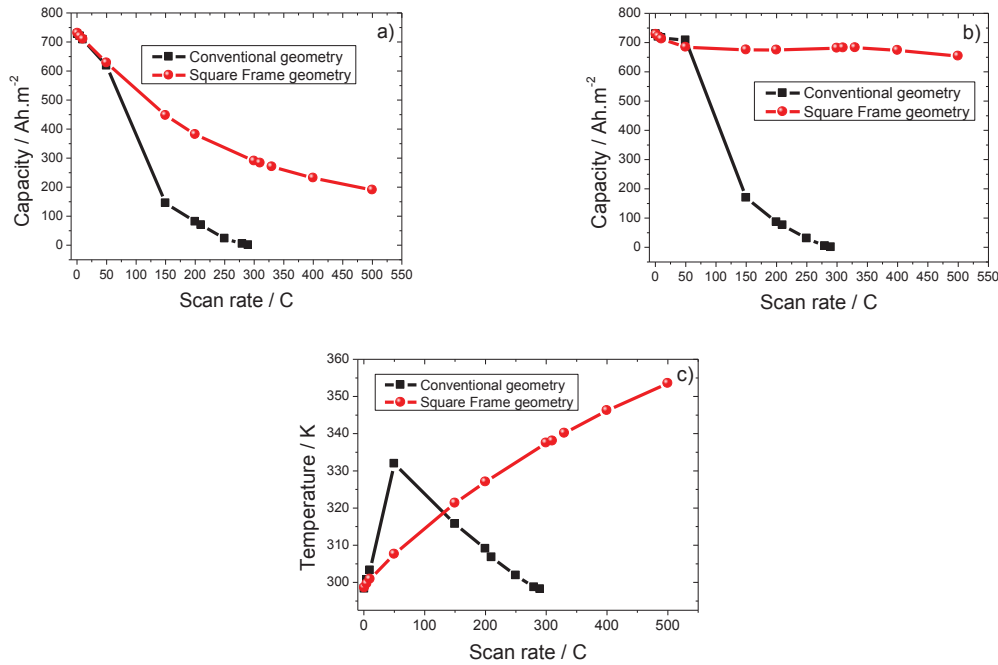 a)
Conventional geometry
Square Frame geometry
Capacity / Ah.m-2
800
700
600
500
400
300
200
100
0
0 50 100 150 200 250 300 350 400 450 500 550
Scan rate / C
b)
Conventional geometry
Square Frame geometry
Capacity / Ah.m-2
800
700
600
500
400
300
200
100
0
0 50 100 150 200 250 300 350 400 450 500 550
Scan rate / C
c)
Conventional geometry
Square Frame geometry
Temperature / K
360
350
340
330
320
310
300
0 100 200 300 400 500
Scan rate / C